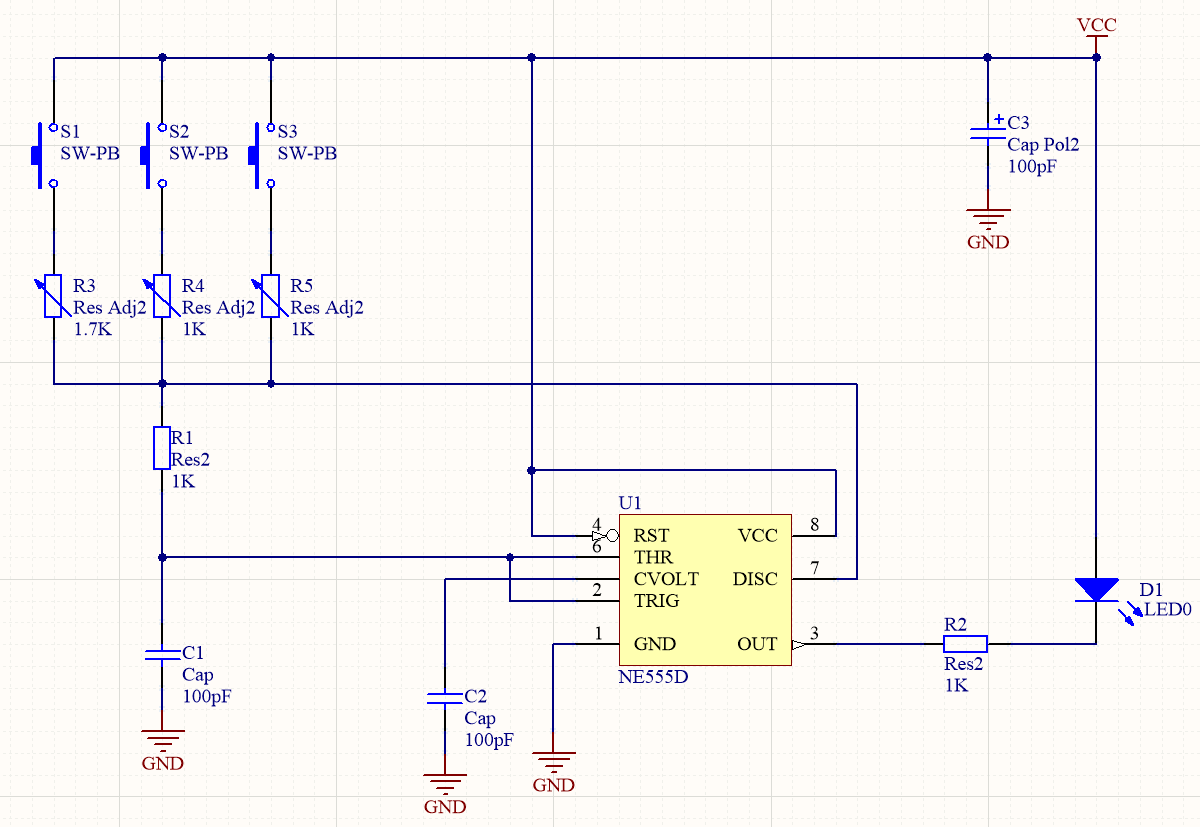 VCC
S1
SW-PB
S2
SW-PB
S3
SW-PB
+
C3
Cap Pol2
100pF
GND
R3
Res Adj2
1.7K
R4
Res Adj2
1K
R5
Res Adj2
1K
R1
Res2
1K
U1
4
RST
VCC
8
6
THR
CVOLT
DISC
7
2
TRIG
1
GND
OUT
3
NE555D
D1
LED0
R2
Res2
1K
C1
Cap
100pF
GND
C2
Cap
100pF
GND
GND